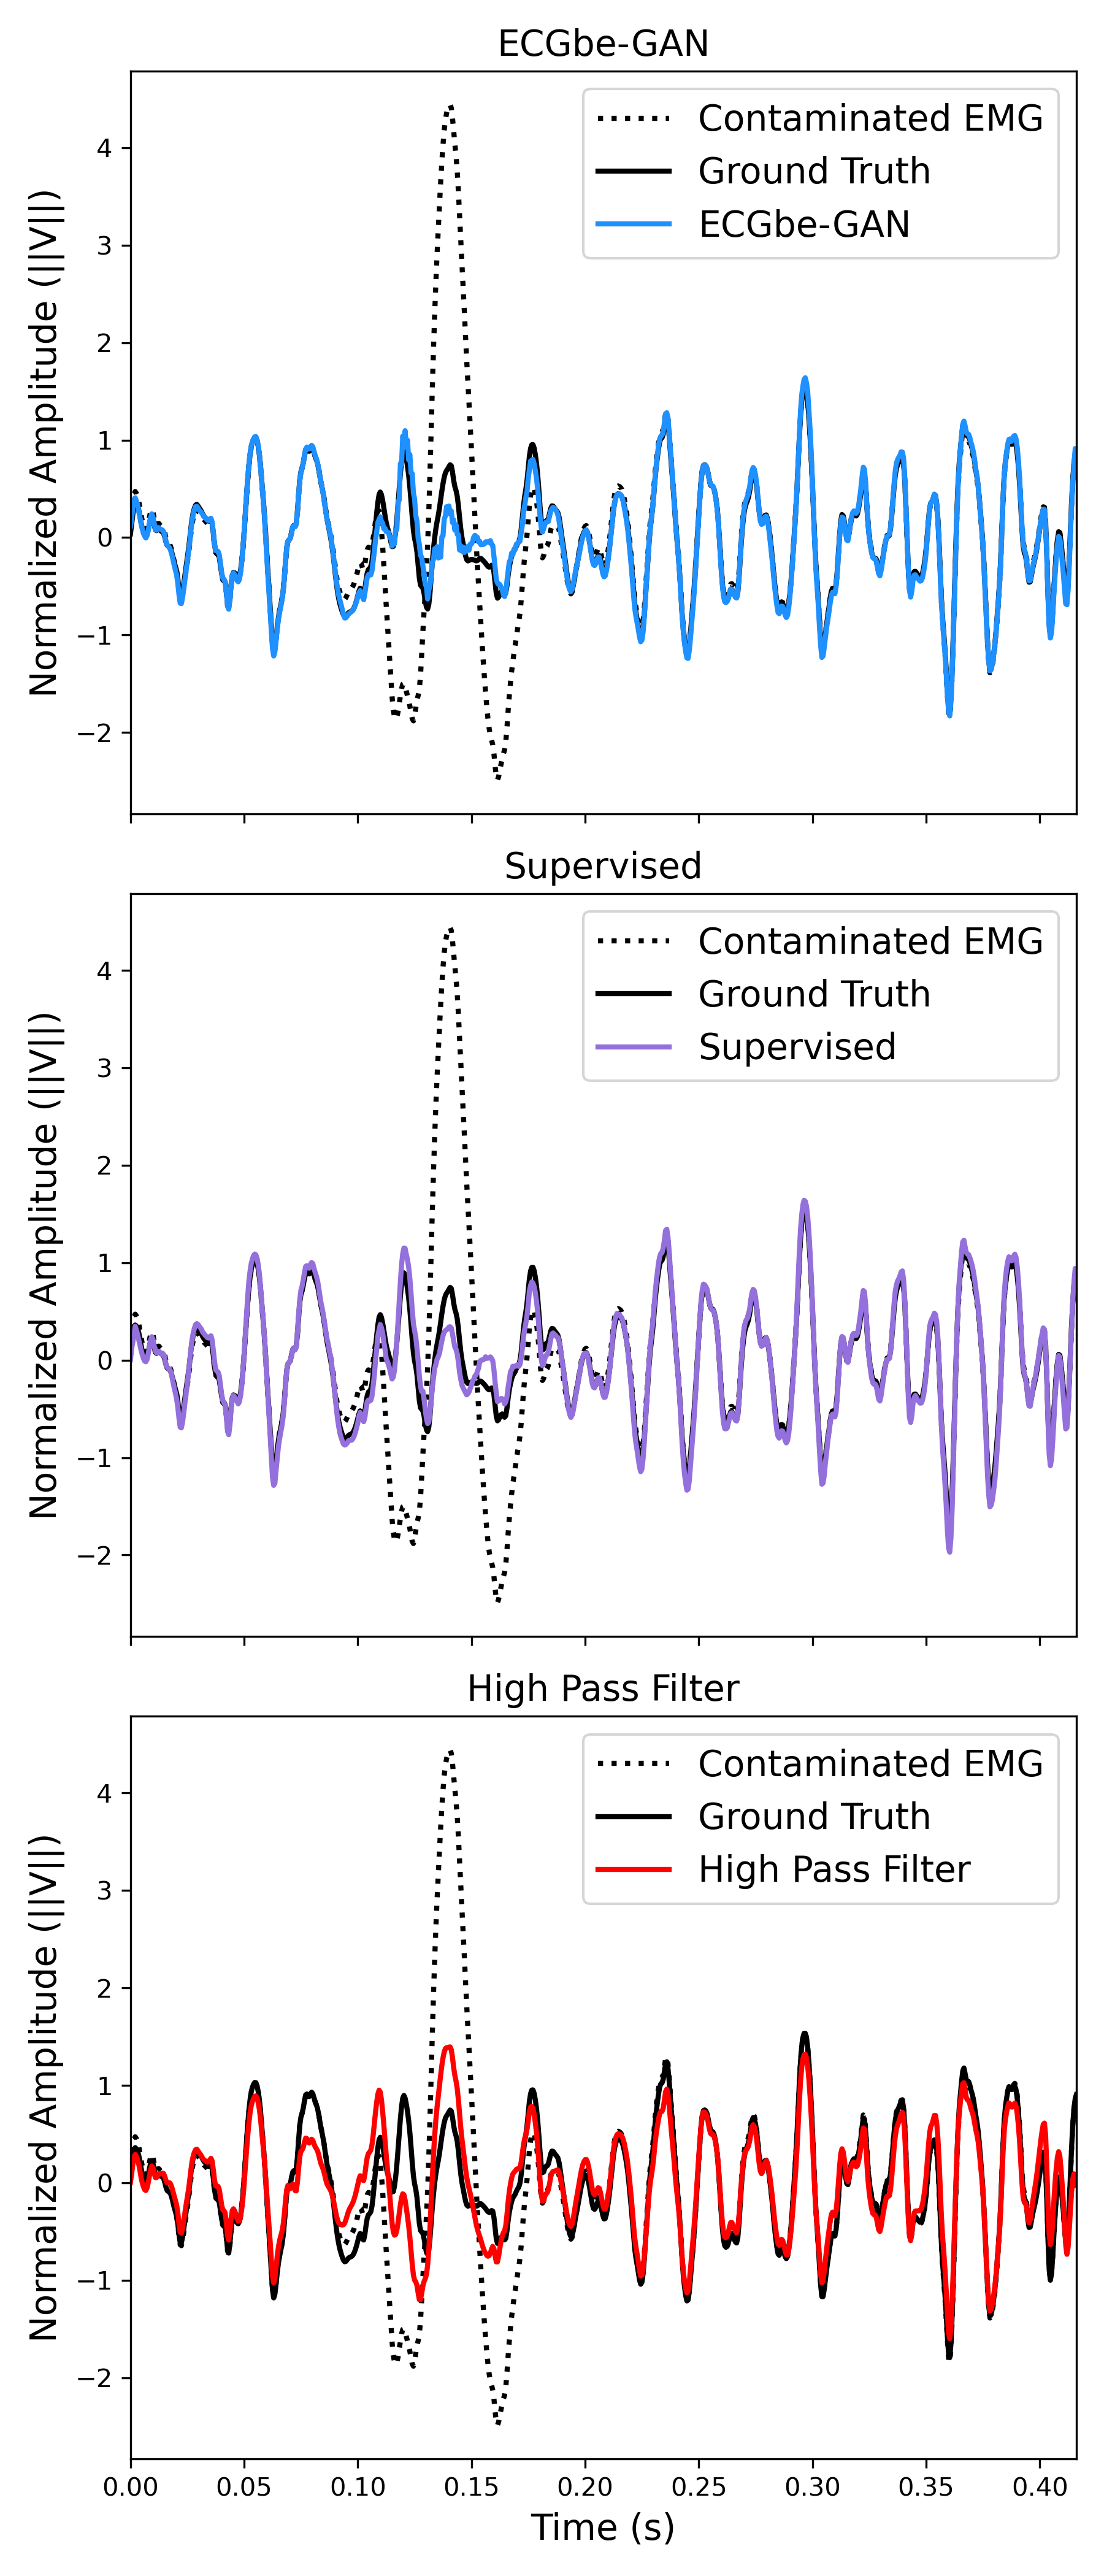 ECGbe-GAN
Contaminated EMG
Ground Truth
ECGbe-GAN
Normalized Amplitude (||V||)
4
3
2
1
0
−1
−2
Supervised
Contaminated EMG
Ground Truth
Supervised
Normalized Amplitude (||V||)
4
3
2
1
0
−1
−2
High Pass Filter
Contaminated EMG
Ground Truth
High Pass Filter
Normalized Amplitude (||V||)
4
3
2
1
0
−1
−2
0.00 0.05 0.10 0.15 0.20 0.25 0.30 0.35 0.40
Time (s)